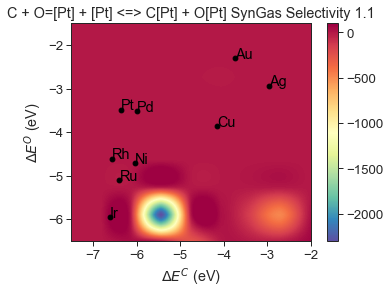 C + O=[Pt] + [Pt] <=> C[Pt] + O[Pt] SynGas Selectivity 1.1
−2
−3
−4
−5
−6
ΔE^O (eV)
Au
Ag
Pt
Pd
Cu
Rh
Ni
Ru
Ir
−7
−6
−5
−4
−3
−2
ΔE^C (eV)
0
−500
−1000
−1500
−2000